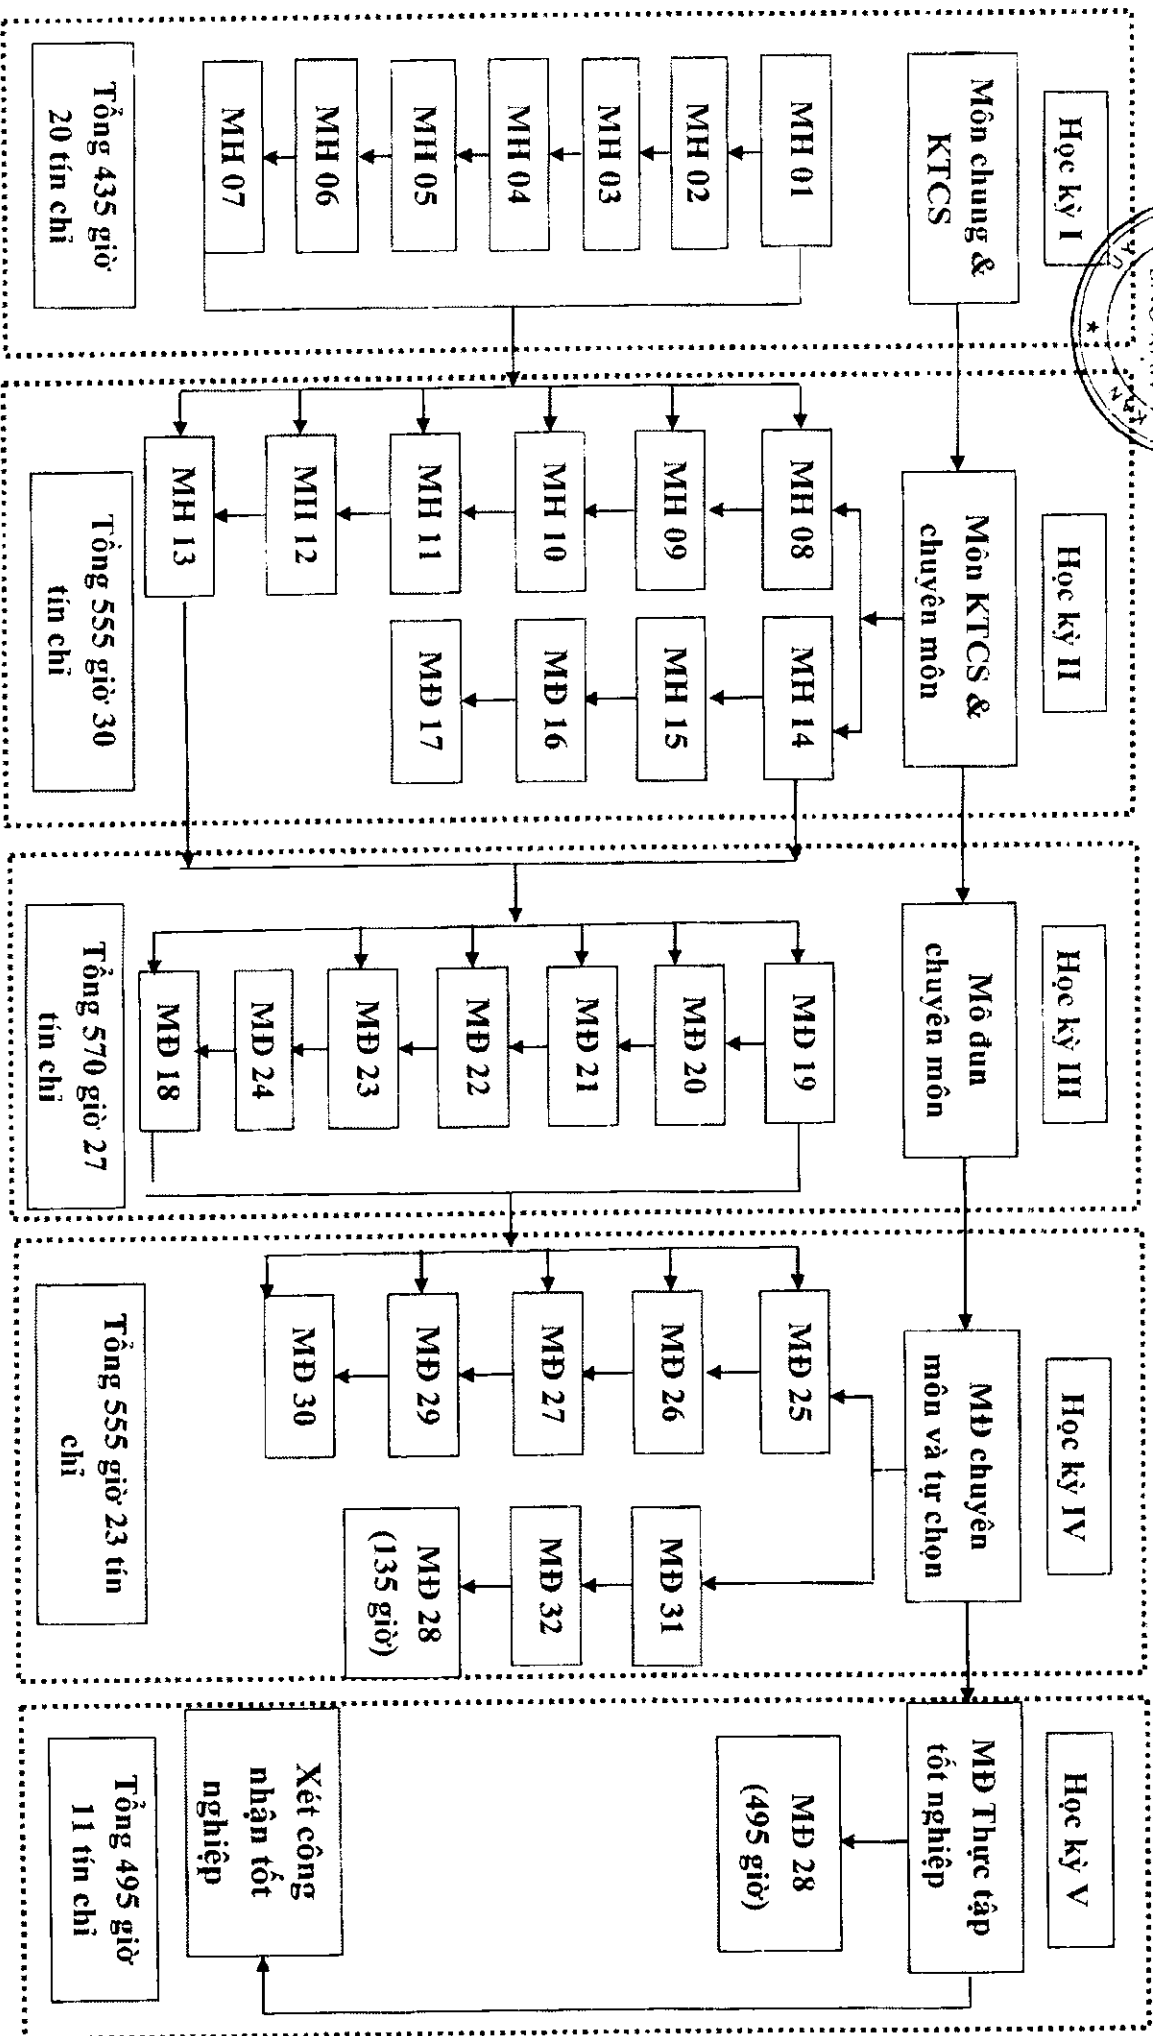 Học kỳ I
Môn chung &
KTCS
MH 01
MH 02
MH 03
MH 04
MH 05
MH 06
MH 07
Tổng 435 giờ
20 tín chỉ
Học kỳ II
Môn KTCS &
chuyên môn
MH 08
MH 09
MH 10
MH 11
MH 12
MH 13
MH 14
MH 15
MĐ 16
MĐ 17
Tổng 555 giờ 30
tín chỉ
Học kỳ III
Mô đun
chuyên môn
MĐ 19
MĐ 20
MĐ 21
MĐ 22
MĐ 23
MĐ 24
MĐ 18
Tổng 570 giờ 27
tín chỉ
Học kỳ IV
MĐ chuyên
môn và tự chọn
MĐ 25
MĐ 26
MĐ 27
MĐ 29
MĐ 30
MĐ 31
MĐ 32
MĐ 28
(135 giờ)
Tổng 555 giờ 23 tín
chỉ
Học kỳ V
MĐ Thực tập
tốt nghiệp
MĐ 28
(495 giờ)
Xét công
nhận tốt
nghiệp
Tổng 495 giờ
11 tín chỉ